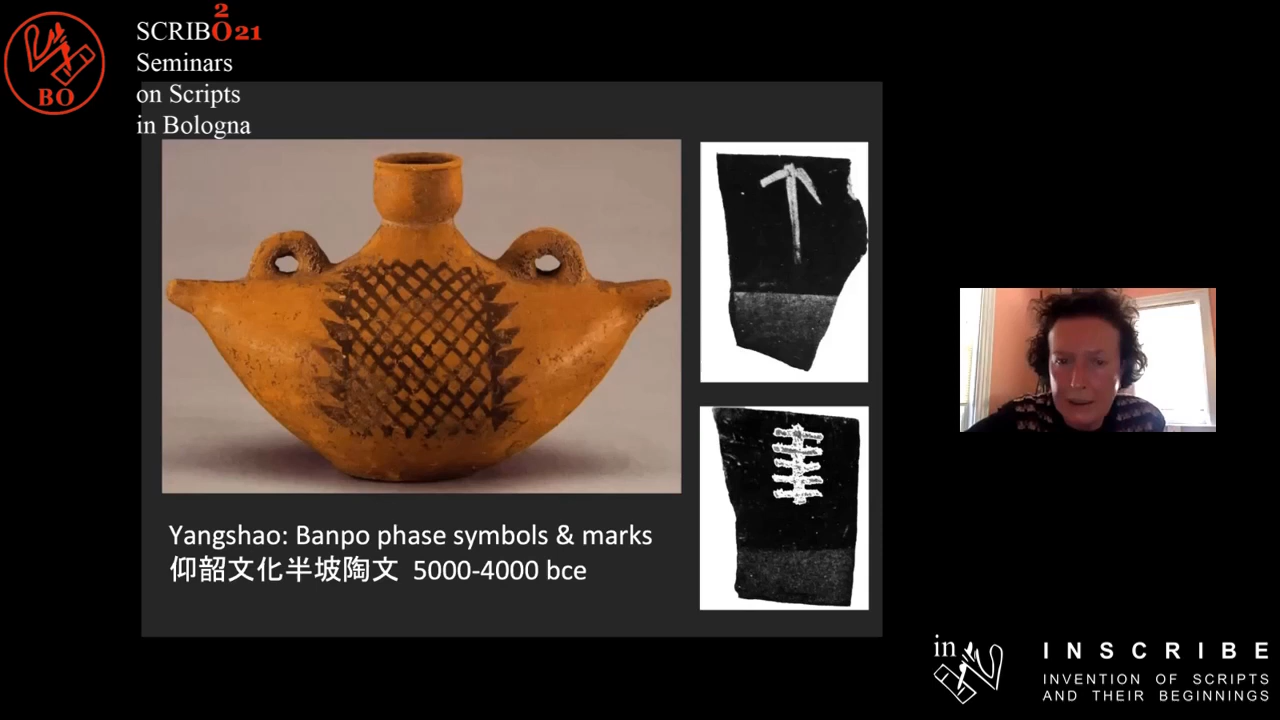 SCRIBO21
2
Seminars
on Scripts
in Bologna
BO
Yangshao: Banpo phase symbols & marks
仰韶文化半坡陶文 5000-4000 bce
in
INSCRIBE
INVENTION OF SCRIPTS
AND THEIR BEGINNINGS